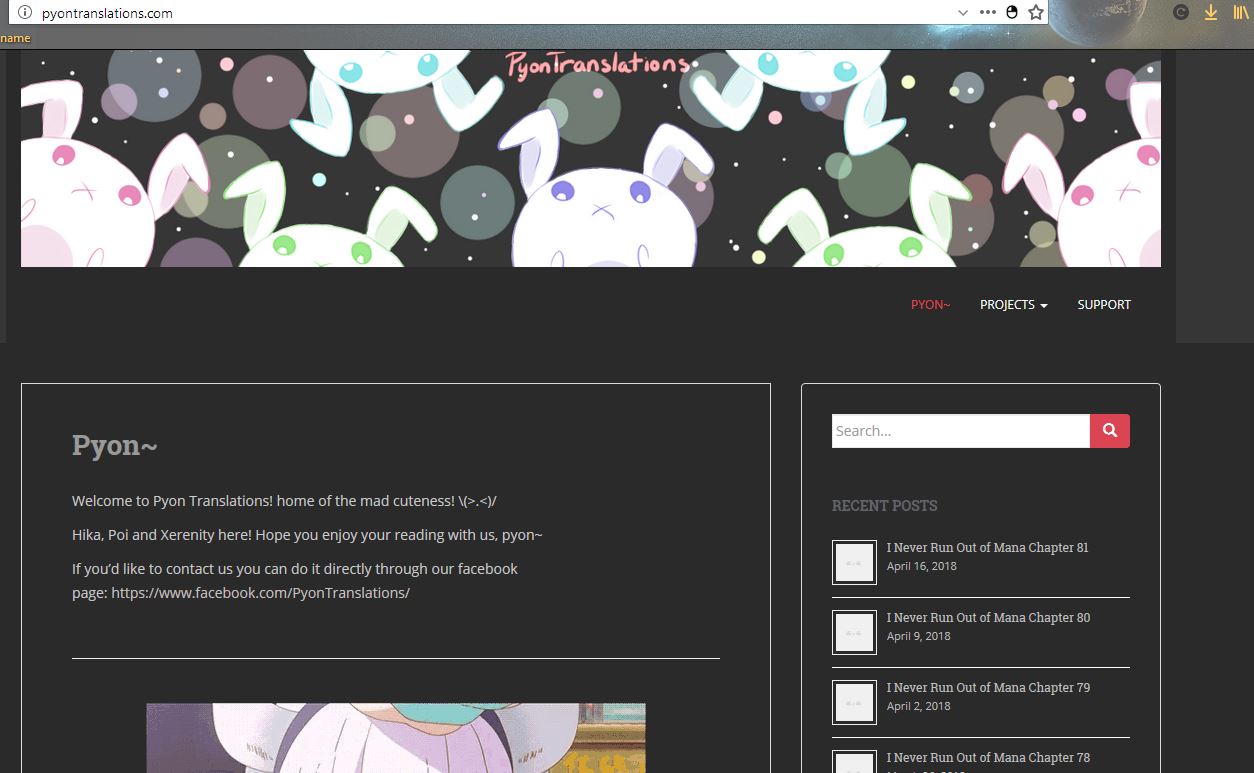 pyontranslations.com
name
PyonTranslations
PYON~
PROJECTS
SUPPORT
Pyon~
Welcome to Pyon Translations! home of the mad cuteness! \(>.<)/
Hika, Poi and Xerenity here! Hope you enjoy your reading with us, pyon~
If you’d like to contact us you can do it directly through our facebook
page: https://www.facebook.com/PyonTranslations/
Search...
RECENT POSTS
I Never Run Out of Mana Chapter 81
April 16, 2018
I Never Run Out of Mana Chapter 80
April 9, 2018
I Never Run Out of Mana Chapter 79
April 2, 2018
I Never Run Out of Mana Chapter 78